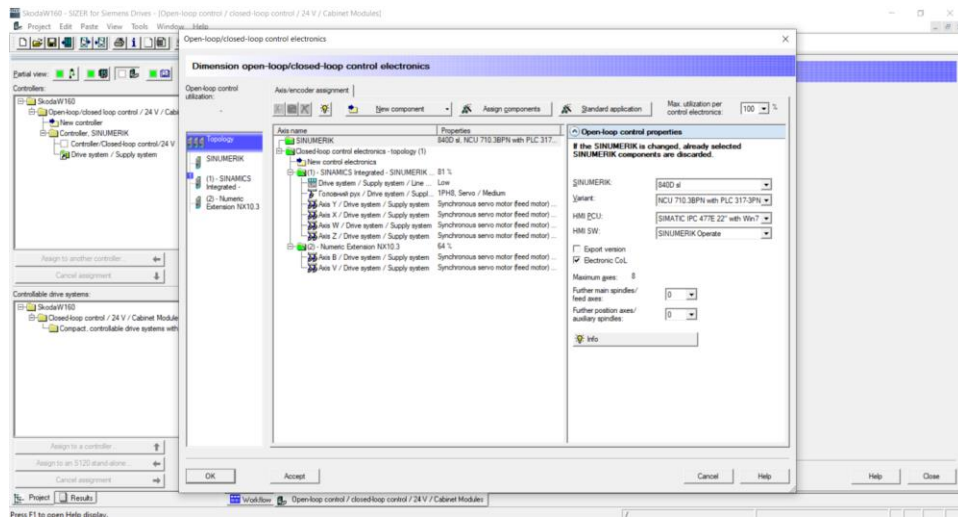 SkodaW160 - SIZER for Siemens Drives - [Open-loop control / closed-loop control / 24 V / Cabinet Modules]
Project Edit Paste View Tools Window Help
Partial view:
Controllers:
SkodaW160
Open-loop/closed loop control / 24 V / Cabi
New controller
Controller, SINUMERIK
Controller/Closed-loop control/24 V
Drive system / Supply system
Assign to another controller...
Cancel assignment
Controllable drive systems:
SkodaW160
Closed-loop control / 24 V / Cabinet Module
Compact. controllable drive systems with
Assign to a controller...
Assign to an S120 stand-alone...
Cancel assignment
Project Results
Press F1 to open Help display.
Open-loop/closed-loop control electronics
Dimension open-loop/closed-loop control electronics
Open-loop control
utilization:
-
Topology
SINUMERIK
(1) - SINAMICS
Integrated -
(2) - Numeric
Extension NX10.3
Axis/encoder assignment
New component
Assign components
Standard application
Max. utilization per
control electronics:
100 %
Axis name Properties
SINUMERIK 840D sl, NCU 710.3BPN with PLC 317...
Closed-loop control electronics - topology (1)
New control electronics
(1) - SINAMICS Integrated - SINUMERIK ... 81 %
Drive system / Supply system / Line ... Low
Головний рух / Drive system / Suppl... 1PH8, Servo / Medium
Axis Y / Drive system / Supply system Synchronous servo motor (feed motor) ...
Axis X / Drive system / Supply system Synchronous servo motor (feed motor) ...
Axis W / Drive system / Supply system Synchronous servo motor (feed motor) ...
Axis Z / Drive system / Supply system Synchronous servo motor (feed motor) ...
(2) - Numeric Extension NX10.3 64 %
Axis B / Drive system / Supply system Synchronous servo motor (feed motor) ...
Axis V / Drive system / Supply system Synchronous servo motor (feed motor) ...
Open-loop control properties
If the SINUMERIK is changed, already selected
SINUMERIK components are discarded.
SINUMERIK: 840D sl
Variant: NCU 710.3BPN with PLC 317-3PN
HMI PCU: SIMATIC IPC 477E 22" with Win7
HMI SW: SINUMERIK Operate
Export version
Electronic CoL
Maximum axes: 8
Further main spindles/
feed axes: 0
Further position axes/
auxiliary spindles: 0
Info
OK Accept Cancel Help
Help Close
Workflow Open-loop control / closed-loop control / 24 V / Cabinet Modules